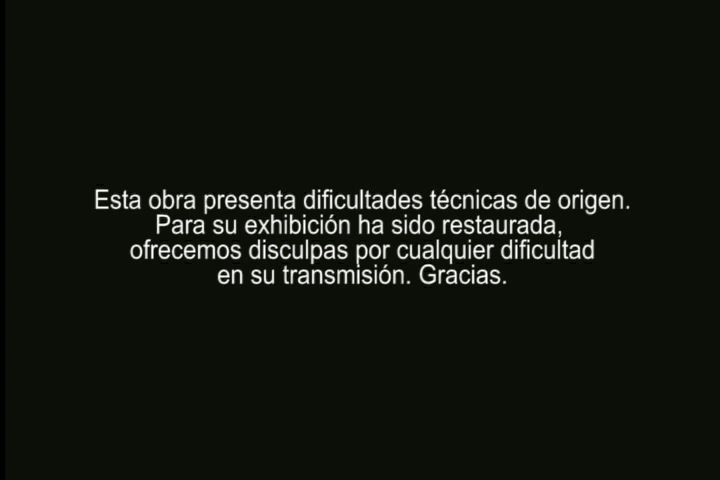 Esta obra presenta dificultades técnicas de origen.
Para su exhibición ha sido restaurada,
ofrecemos disculpas por cualquier dificultad
en su transmisión. Gracias.